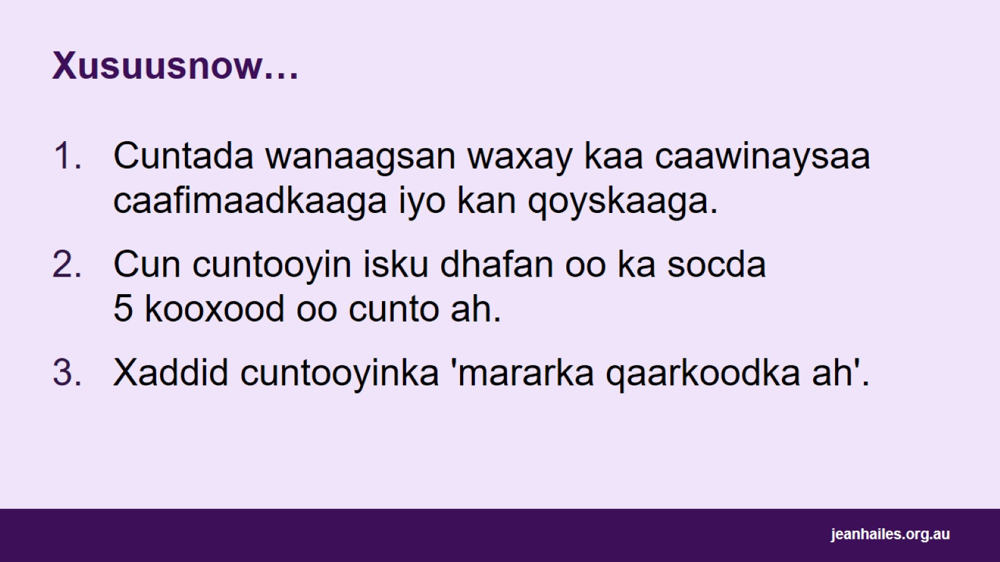 Xusuusnow…
1. Cuntada wanaagsan waxay kaa caawinaysaa
caafimaadkaaga iyo kan qoyskaaga.
2. Cun cuntooyin isku dhafan oo ka socda
5 kooxood oo cunto ah.
3. Xaddid cuntooyinka 'mararka qaarkoodka ah'.
jeanhailes.org.au